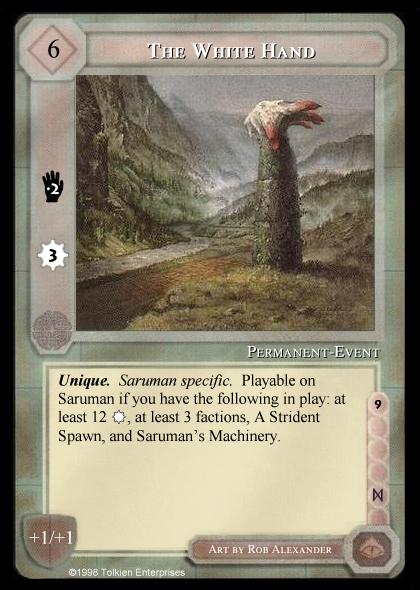 6
THE WHITE HAND
2
3
PERMANENT-EVENT
Unique. Saruman specific. Playable on
Saruman if you have the following in play: at
least 12 , at least 3 factions, A Strident
Spawn, and Saruman’s Machinery.
9
ᛞ
+1/+1
ART BY ROB ALEXANDER
©1998 Tolkien Enterprises